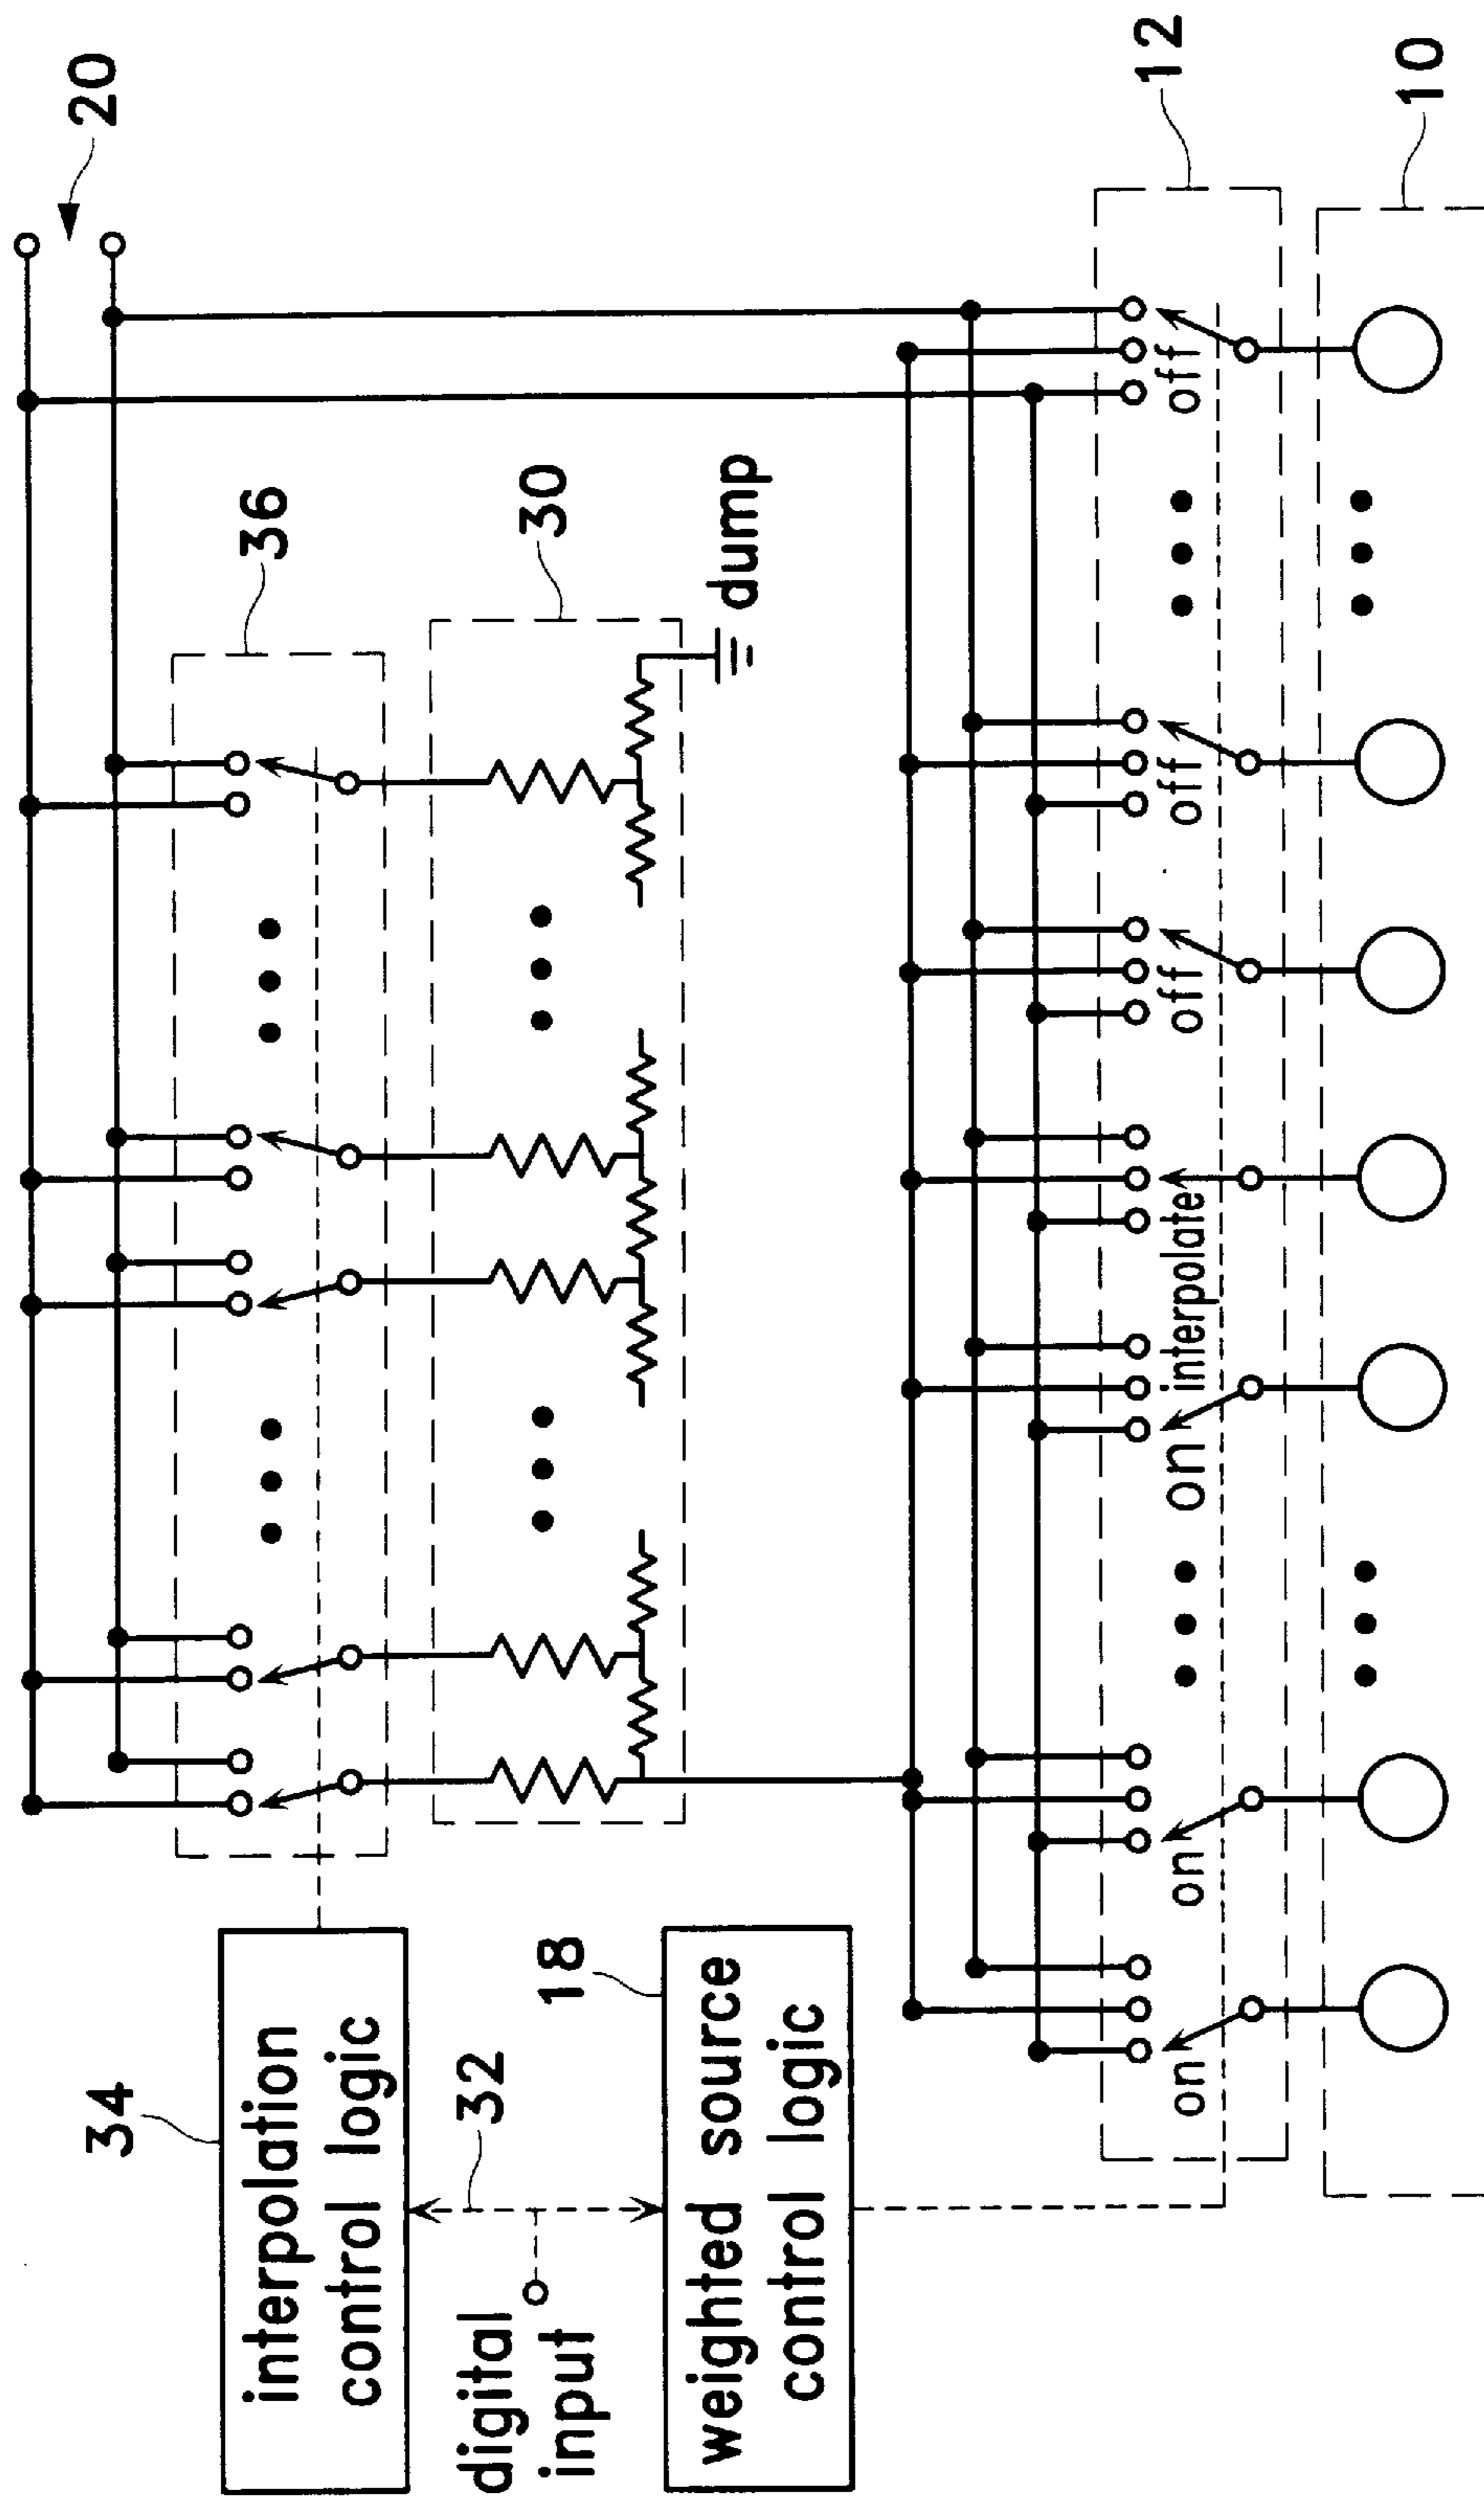 20
36
30
dump
34
interpolation
control logic
32
digital
input
18
weighted source
control logic
12
on
on
on
interpolate
off
off
off
10